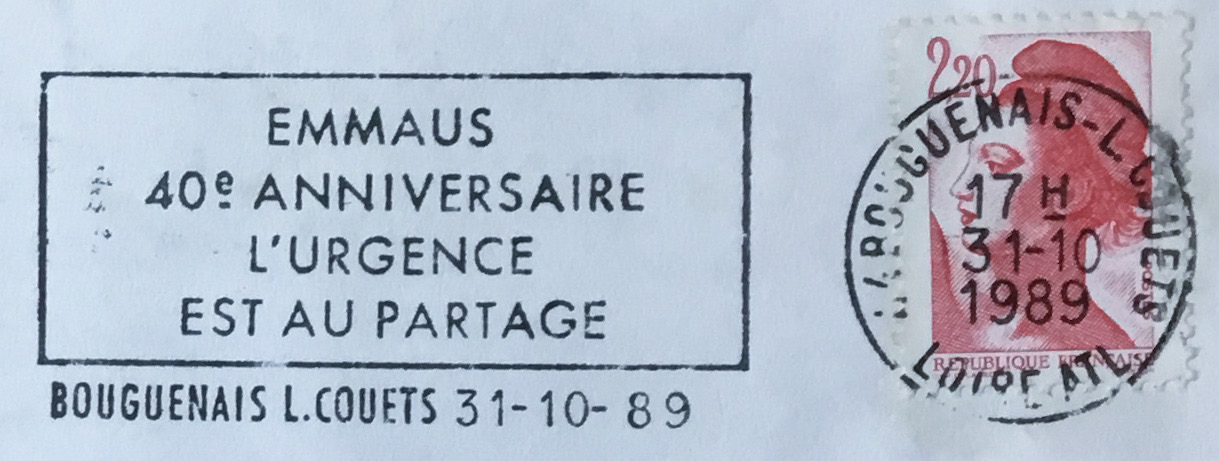 EMMAUS
40e ANNIVERSAIRE
L'URGENCE
EST AU PARTAGE
BOUGUENAIS L.COUETS 31-10-89
2,20
BOUGUENAIS-L.COUETS
17 H
31-10
1989
REPUBLIQUE FRANÇAISE
LOIRE ATL.